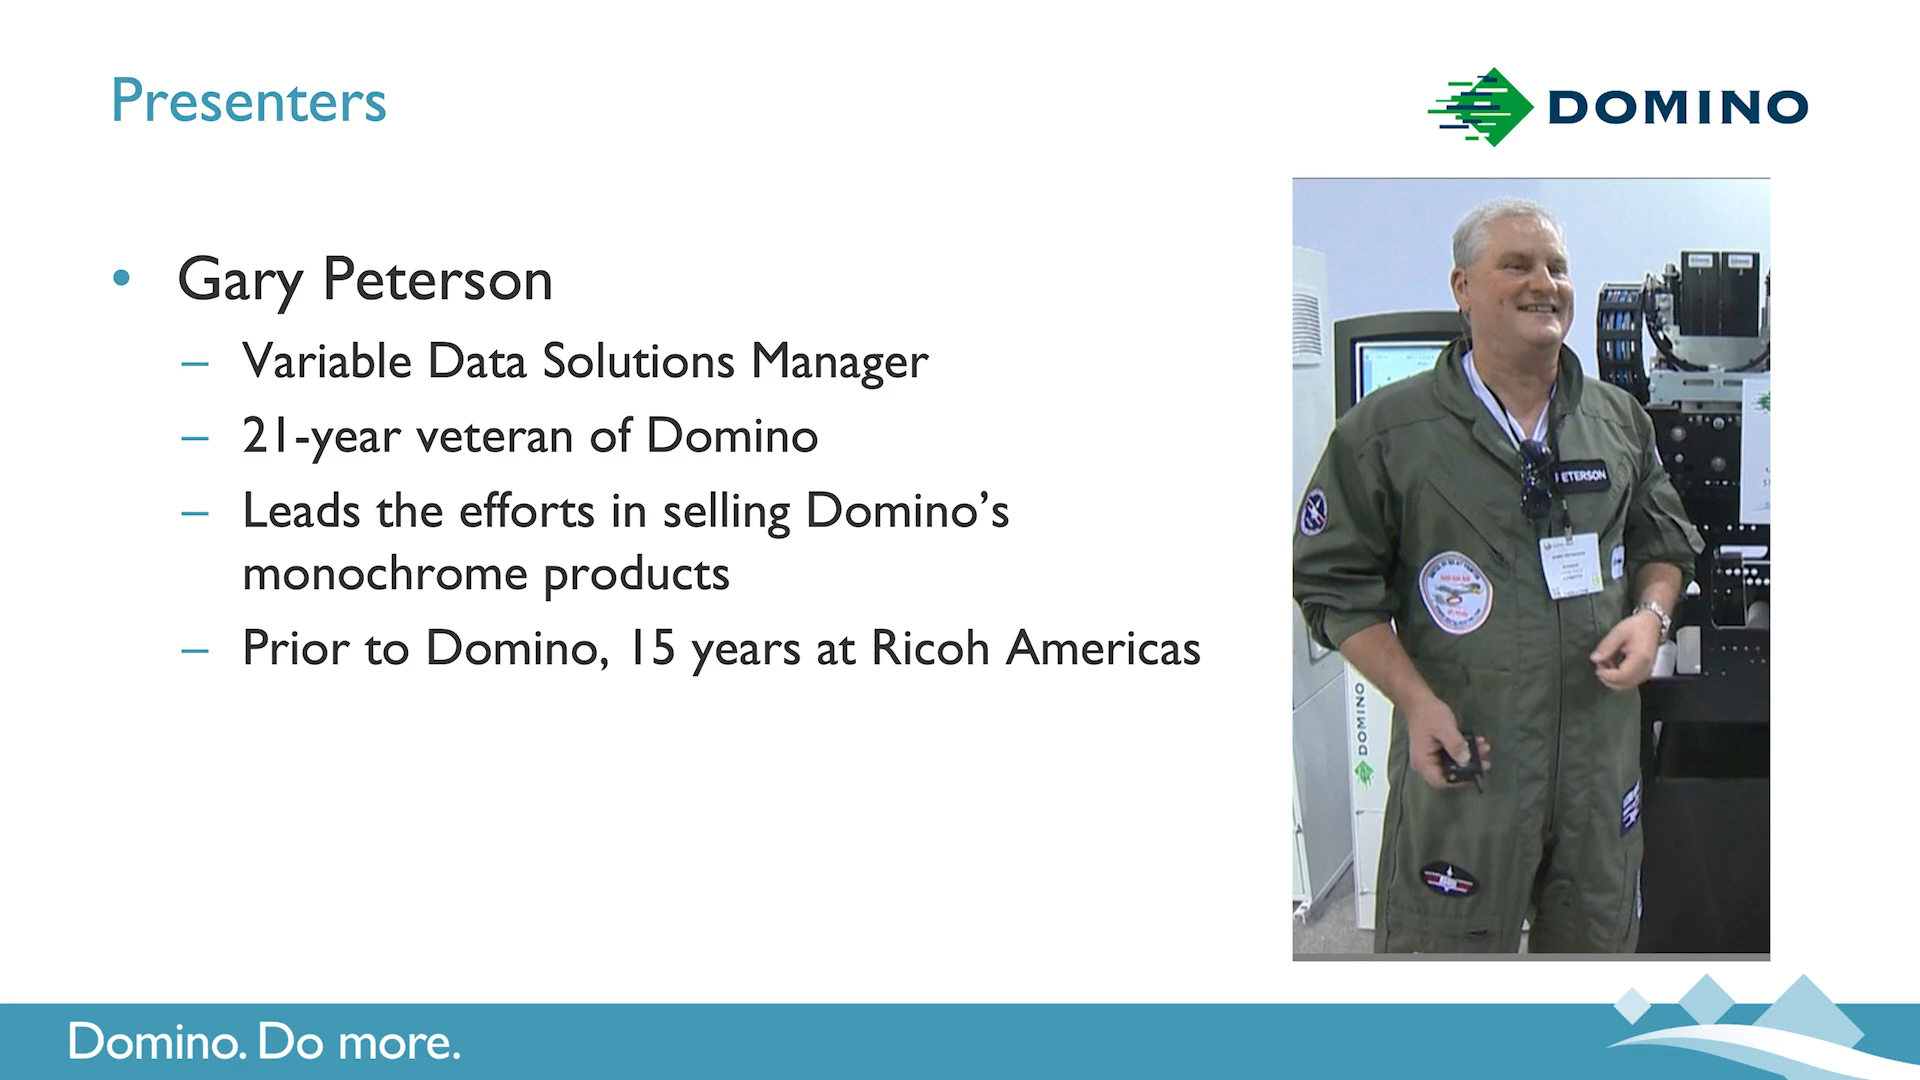 Presenters
DOMINO
• Gary Peterson
– Variable Data Solutions Manager
– 21-year veteran of Domino
– Leads the efforts in selling Domino’s
monochrome products
– Prior to Domino, 15 years at Ricoh Americas
PETERSON
DOMINO
Domino. Do more.